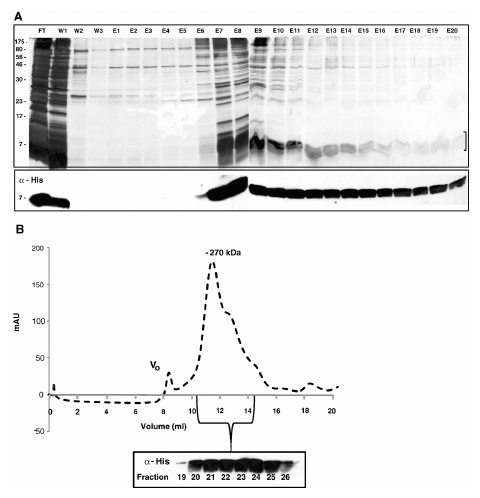 A
FT W1 W2 W3 E1 E2 E3 E4 E5 E6 E7 E8 E9 E10 E11 E12 E13 E14 E15 E16 E17 E18 E19 E20
175-
80-
58-
46-
30-
23-
17-
7-
α - His
7-
B
200
150
100
50
0
-50
mAU
~270 kDa
Vo
0 2 4 6 8 10 12 14 16 18 20
Volume (ml)
α-His
Fraction 19 20 21 22 23 24 25 26